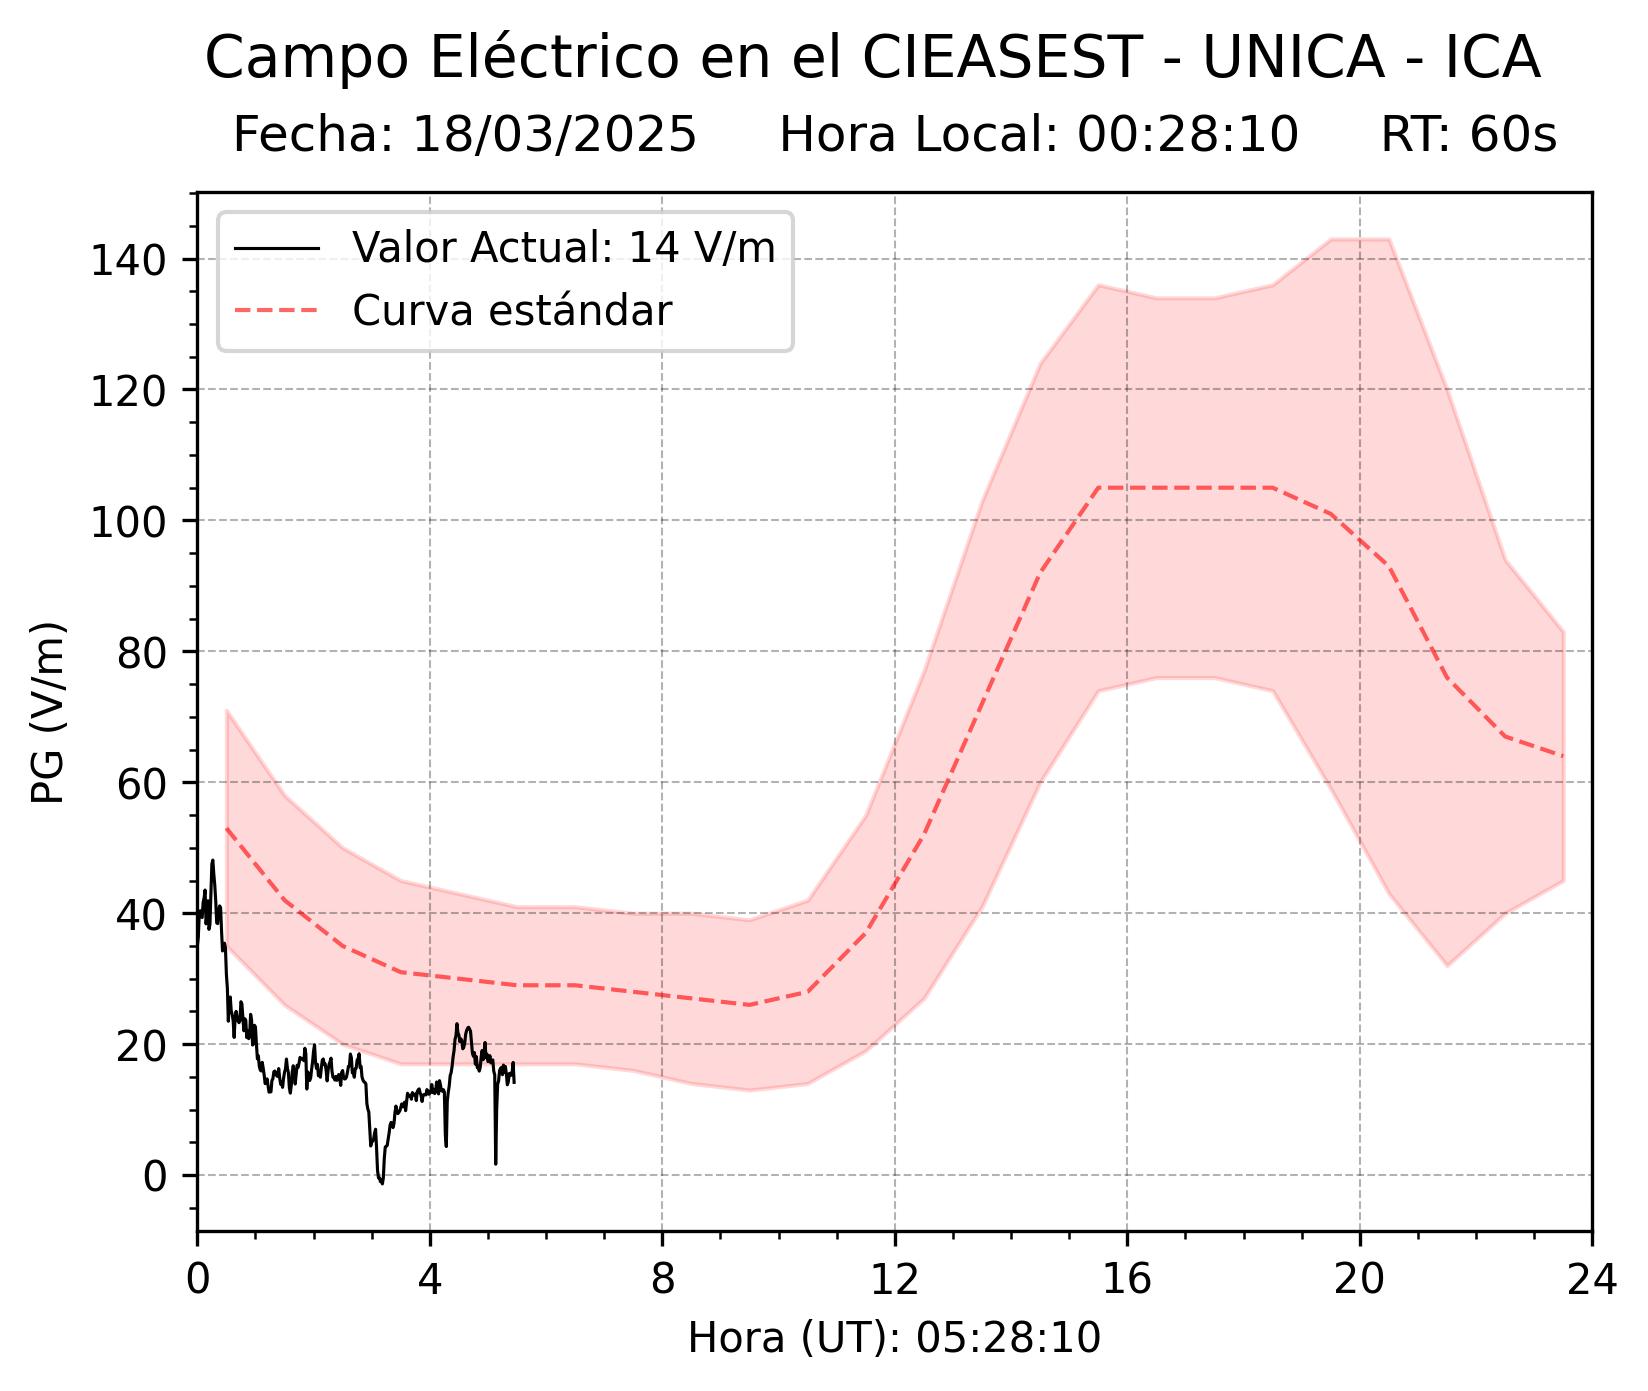 Campo Eléctrico en el CIEASEST - UNICA - ICA
Fecha: 18/03/2025 Hora Local: 00:28:10 RT: 60s
Valor Actual: 14 V/m
Curva estándar
PG (V/m)
140
120
100
80
60
40
20
0
0 4 8 12 16 20 24
Hora (UT): 05:28:10